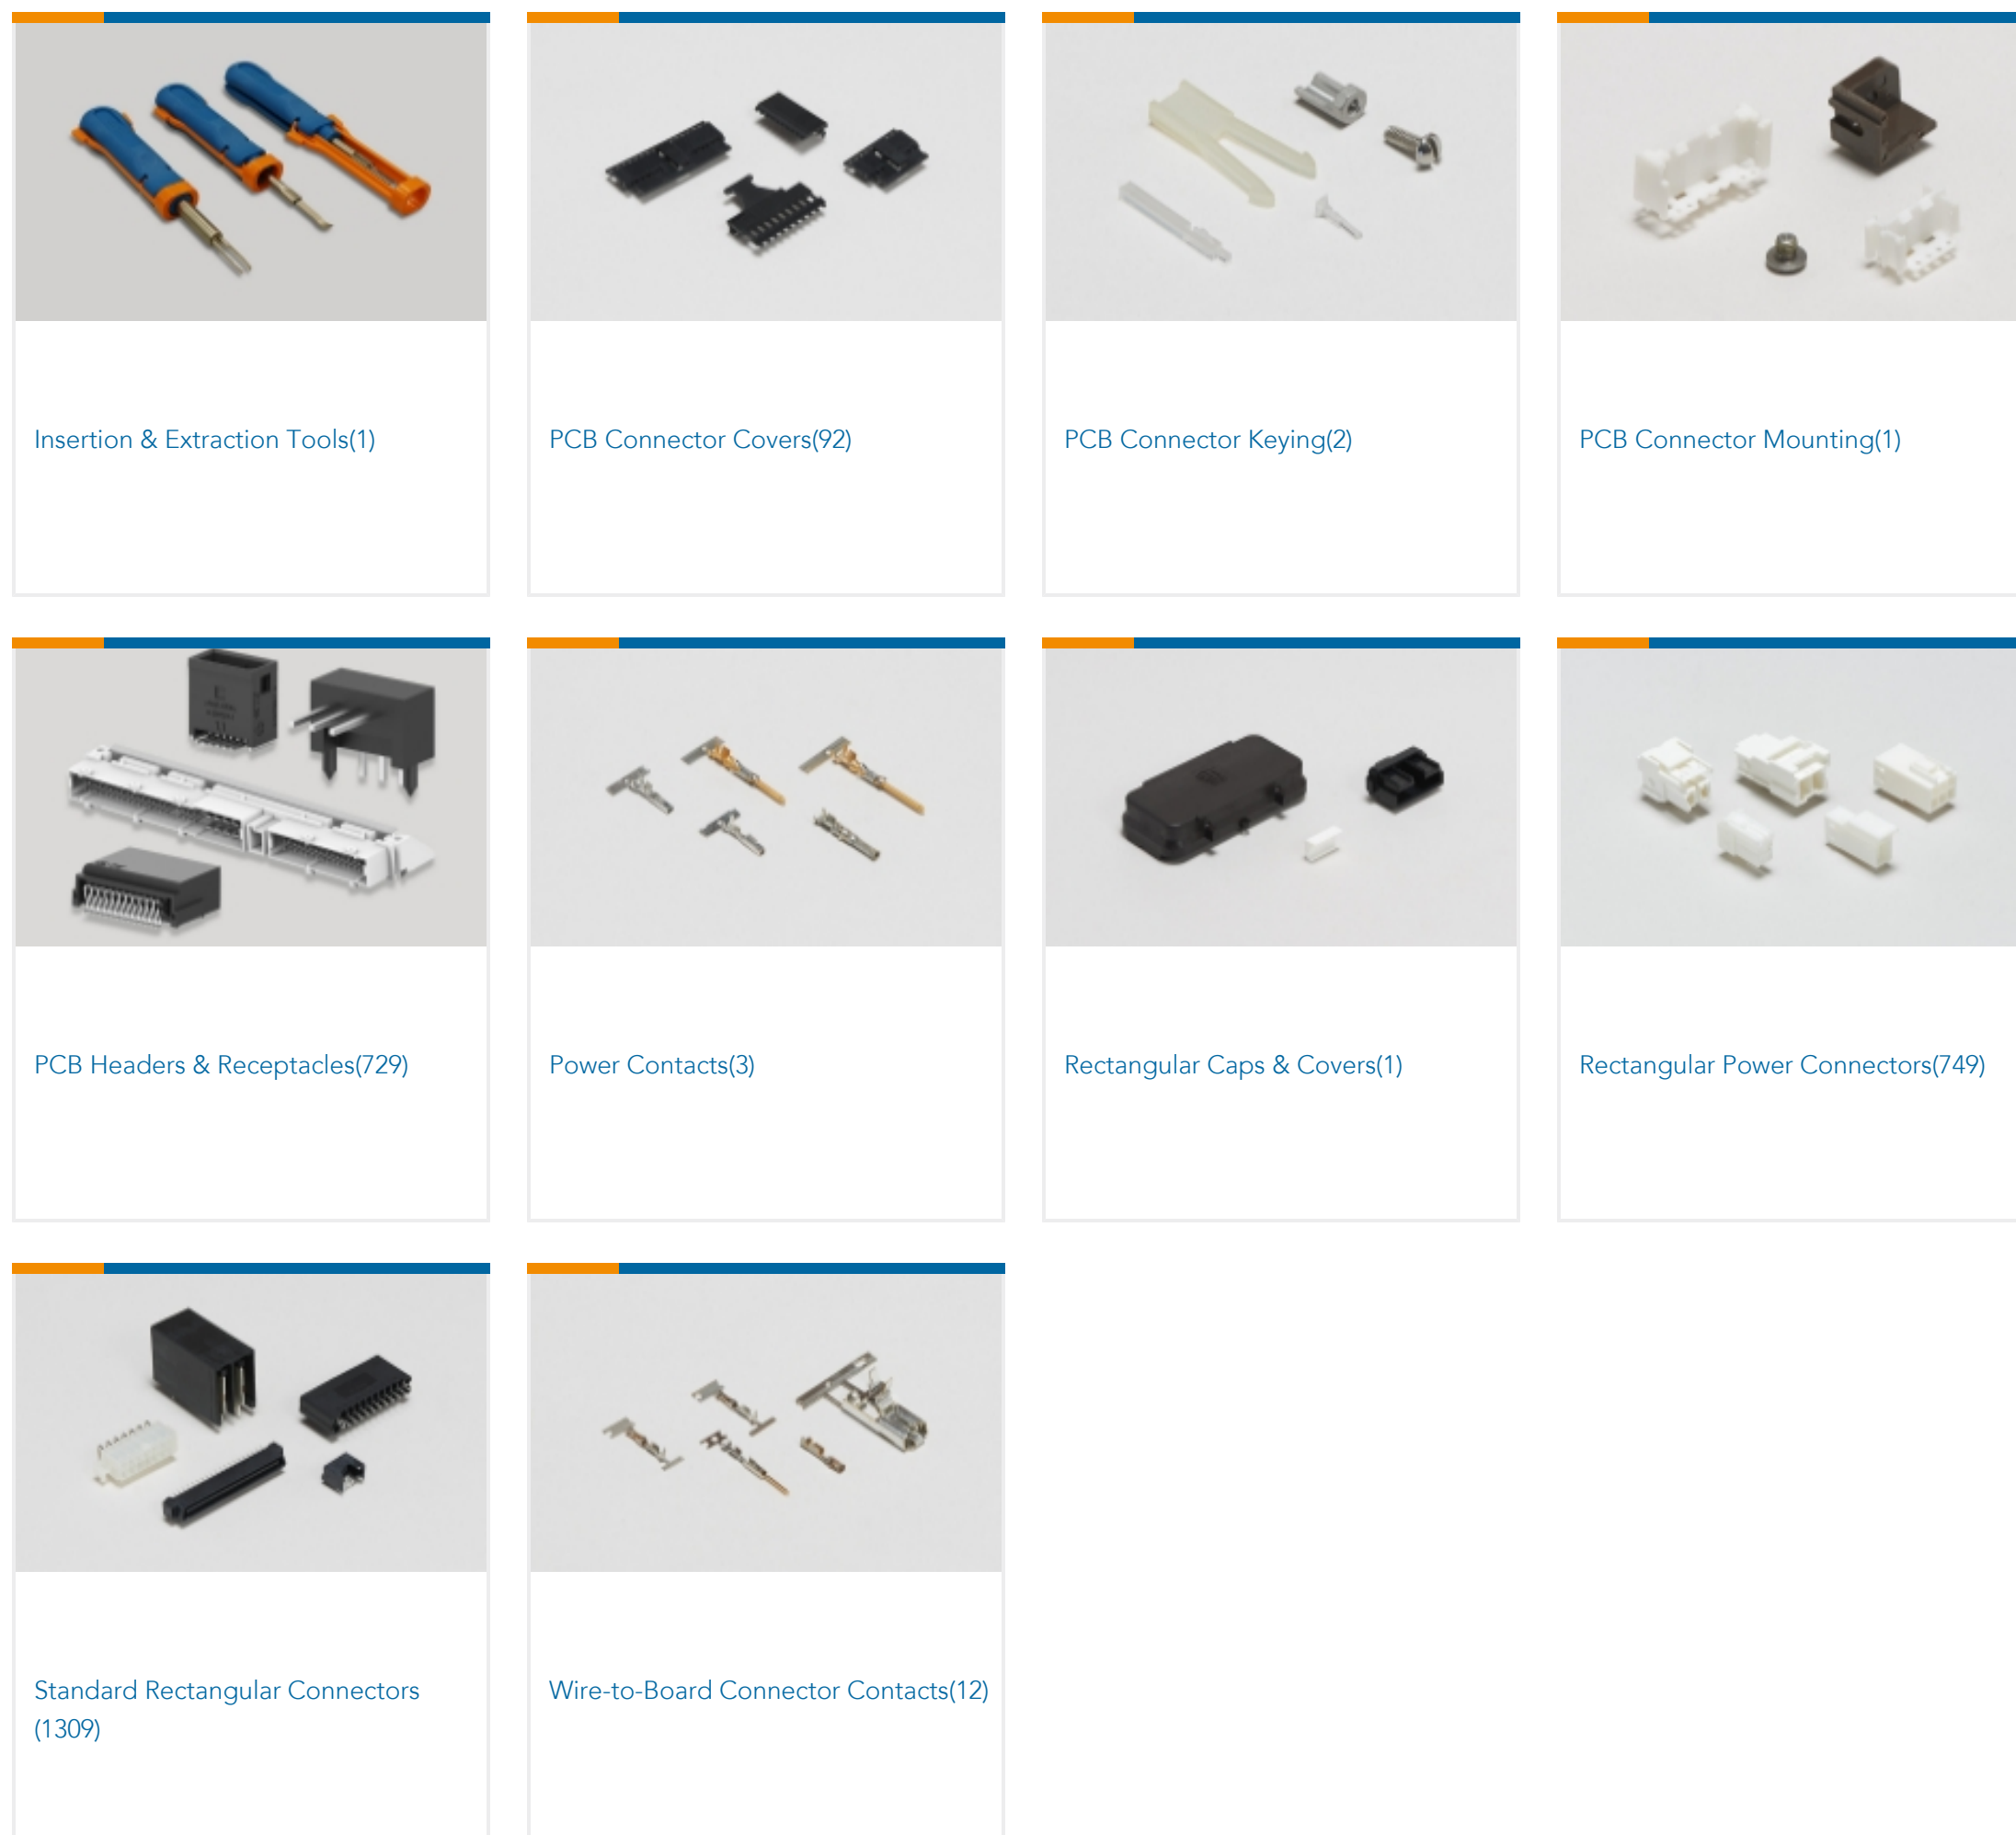 Insertion & Extraction Tools(1)
PCB Connector Covers(92)
PCB Connector Keying(2)
PCB Connector Mounting(1)
PCB Headers & Receptacles(729)
Power Contacts(3)
Rectangular Caps & Covers(1)
Rectangular Power Connectors(749)
Standard Rectangular Connectors
(1309)
Wire-to-Board Connector Contacts(12)